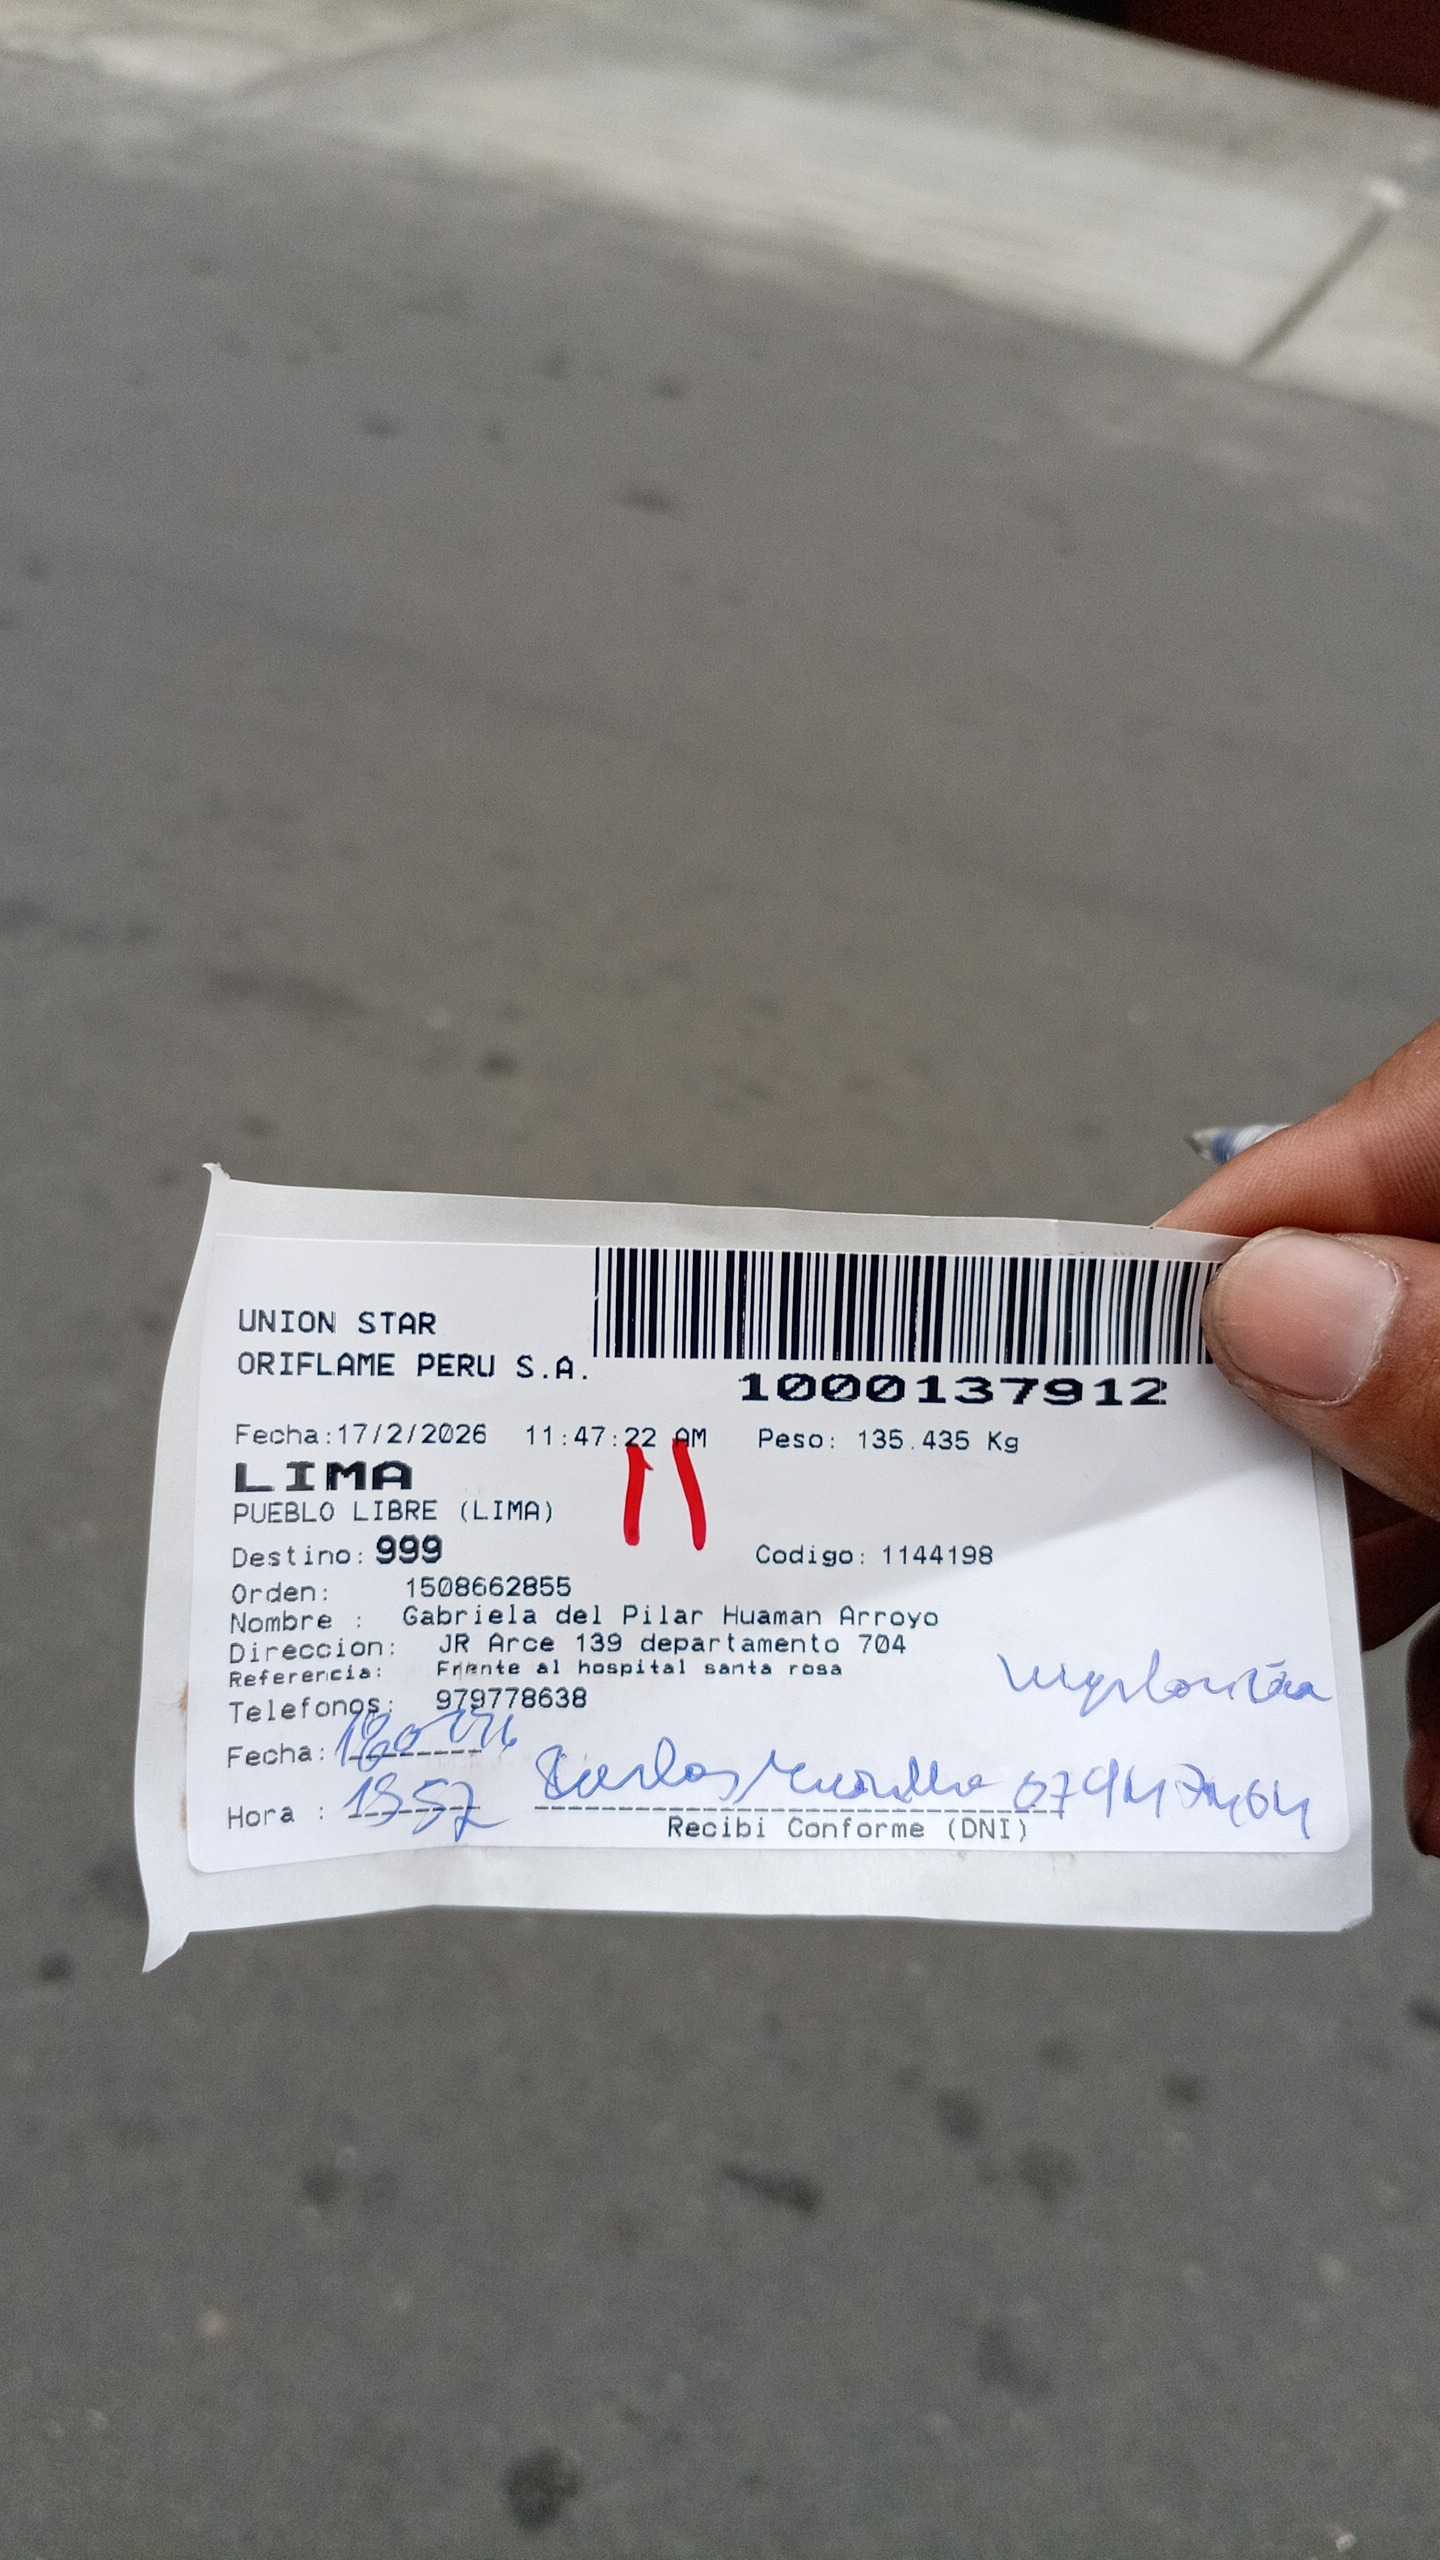 UNION STAR
ORIFLAME PERU S.A.
1000137912
Fecha:17/2/2026 11:47:22 AM Peso: 135.435 Kg
LIMA
PUEBLO LIBRE (LIMA)
Destino: 999 Codigo: 1144198
Orden: 1508662855
Nombre : Gabriela del Pilar Huaman Arroyo
Direccion: JR Arce 139 departamento 704
Referencia: Frente al hospital santa rosa
Telefonos: 979778638
Fecha:
Hora : 1357
Recibi Conforme (DNI)